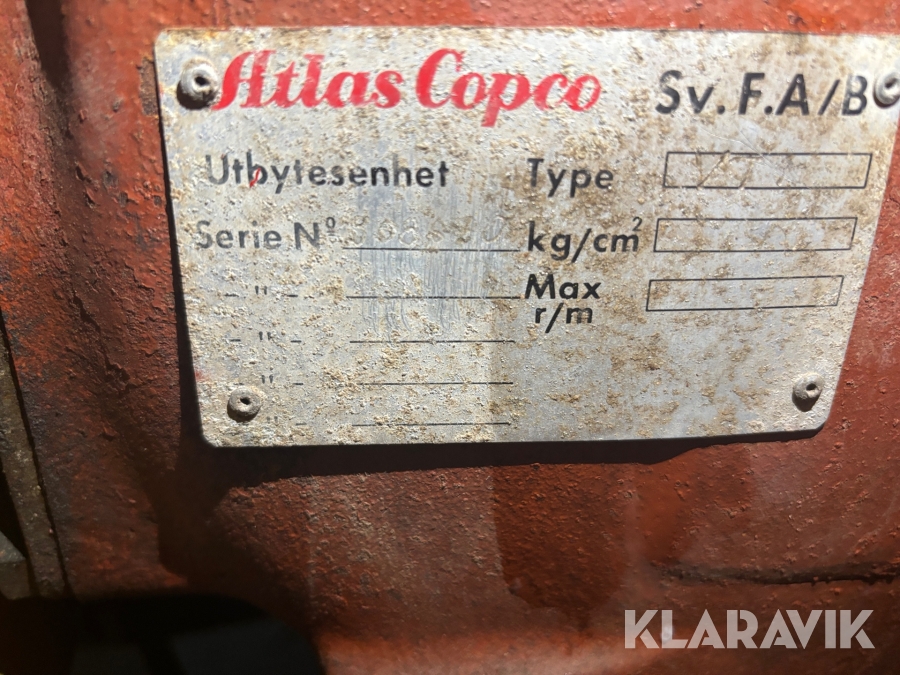 Atlas Copco Sv. F. A/B
Utbytesenhet Type
Serie Nº kg/cm²
- " - Max
r/m
- " -
- " -
- " -
KLARAVIK